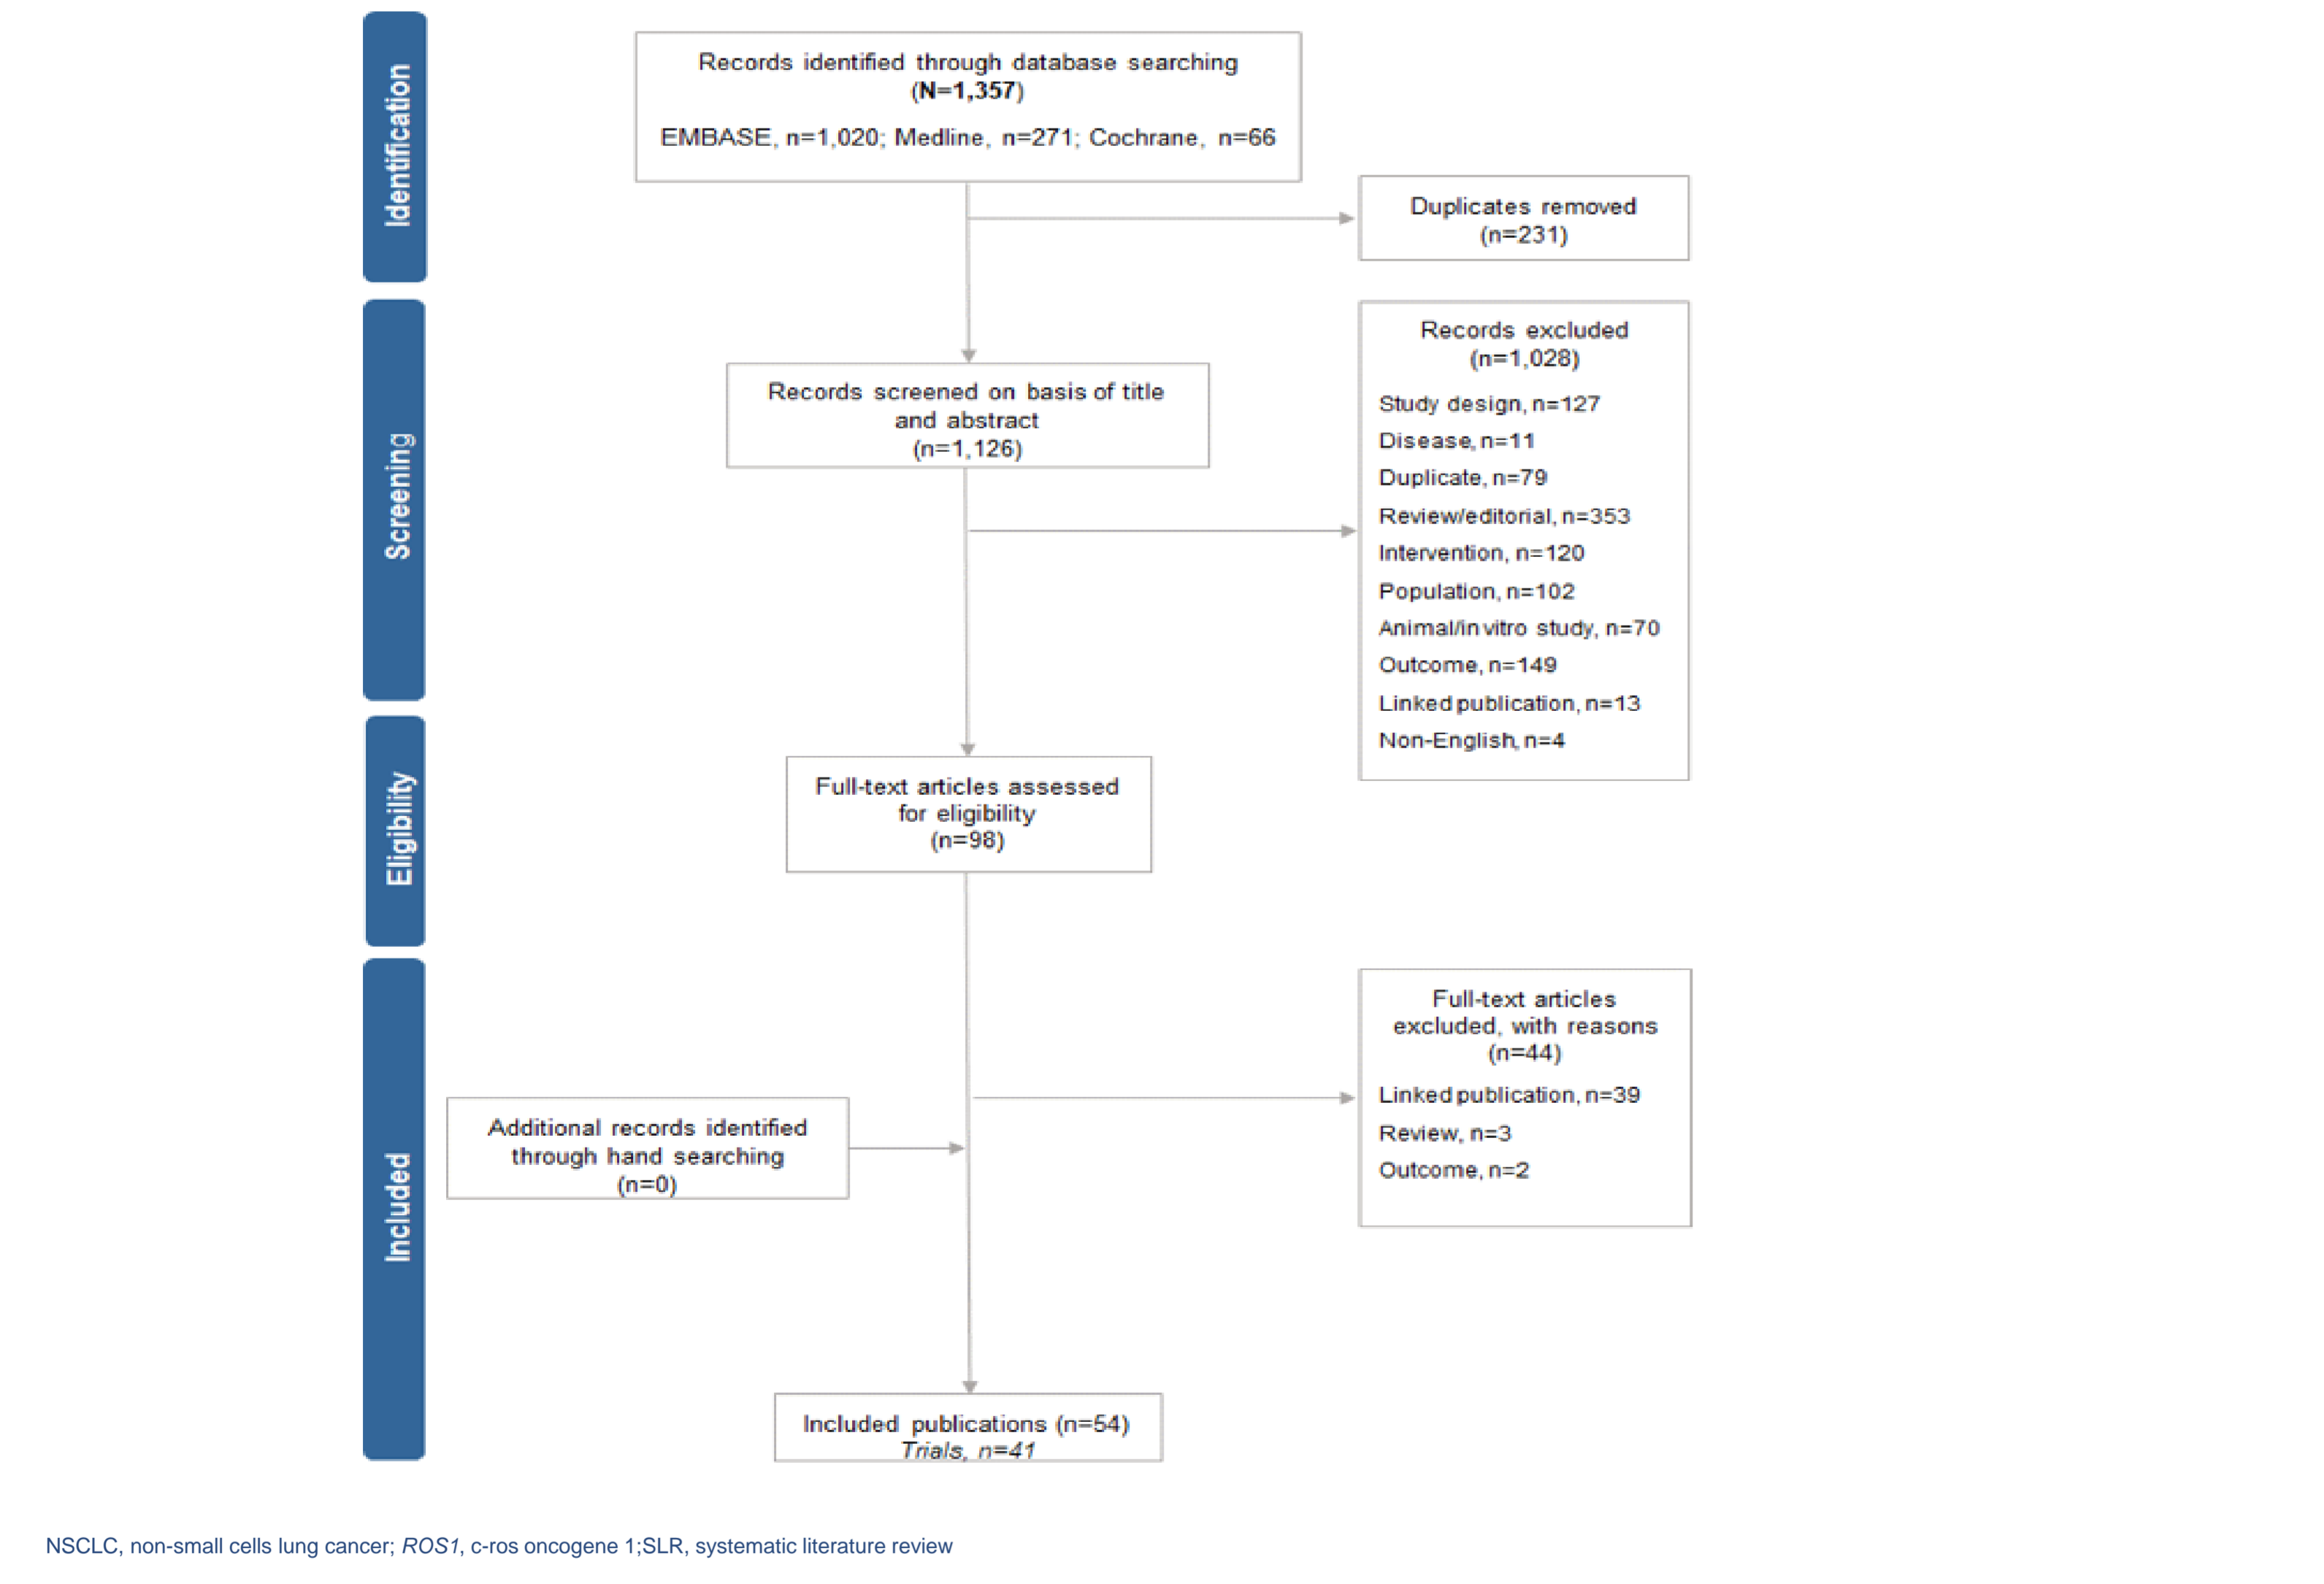 Identification
Records identified through database searching
(N=1,357)
EMBASE, n=1,020; Medline, n=271; Cochrane, n=66
Duplicates removed
(n=231)
Screening
Records screened on basis of title
and abstract
(n=1,126)
Records excluded
(n=1,028)
Study design, n=127
Disease, n=11
Duplicate, n=79
Review/editorial, n=353
Intervention, n=120
Population, n=102
Animal/in vitro study, n=70
Outcome, n=149
Linked publication, n=13
Non-English, n=4
Eligibility
Full-text articles assessed
for eligibility
(n=98)
Included
Full-text articles
excluded, with reasons
(n=44)
Linked publication, n=39
Review, n=3
Outcome, n=2
Additional records identified
through hand searching
(n=0)
Included publications (n=54)
Trials, n=41
NSCLC, non-small cells lung cancer; ROS1, c-ros oncogene 1;SLR, systematic literature review